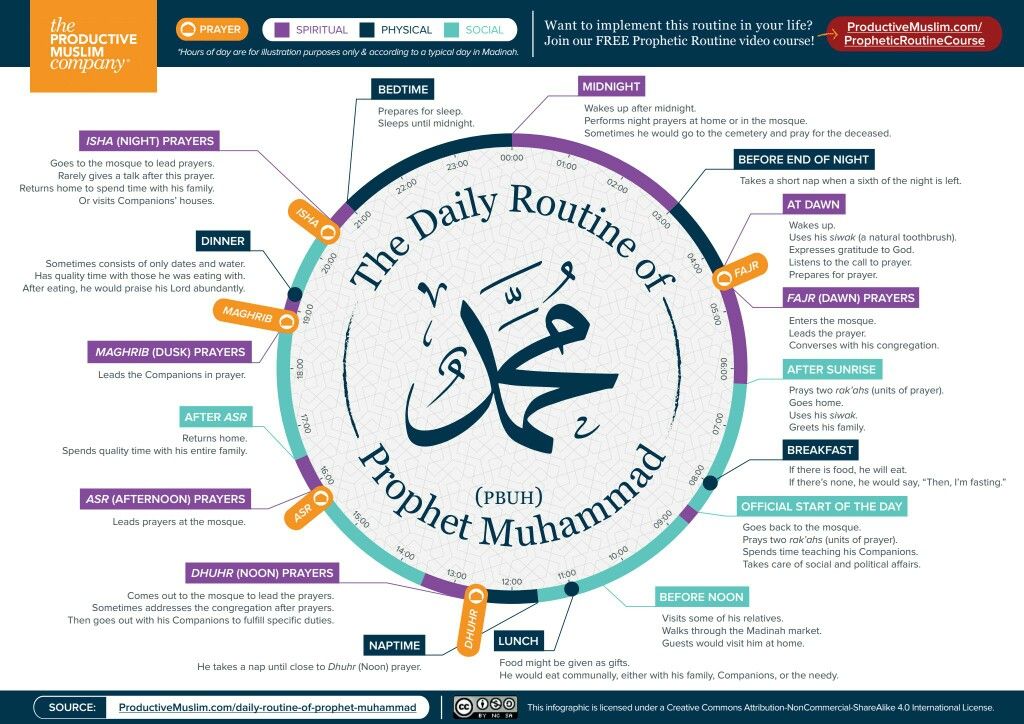 the
PRODUCTIVE
MUSLIM
company®
PRAYER
SPIRITUAL
PHYSICAL
SOCIAL
*Hours of day are for illustration purposes only & according to a typical day in Madinah.
Want to implement this routine in your life?
Join our FREE Prophetic Routine video course!
ProductiveMuslim.com/
PropheticRoutineCourse
BEDTIME
Prepares for sleep.
Sleeps until midnight.
MIDNIGHT
Wakes up after midnight.
Performs night prayers at home or in the mosque.
Sometimes he would go to the cemetery and pray for the deceased.
BEFORE END OF NIGHT
Takes a short nap when a sixth of the night is left.
AT DAWN
Wakes up.
Uses his siwak (a natural toothbrush).
Expresses gratitude to God.
Listens to the call to prayer.
Prepares for prayer.
FAJR
FAJR (DAWN) PRAYERS
Enters the mosque.
Leads the prayer.
Converses with his congregation.
AFTER SUNRISE
Prays two rak'ahs (units of prayer).
Goes home.
Uses his siwak.
Greets his family.
BREAKFAST
If there is food, he will eat.
If there's none, he would say, “Then, I'm fasting.”
OFFICIAL START OF THE DAY
Goes back to the mosque.
Prays two rak'ahs (units of prayer).
Spends time teaching his Companions.
Takes care of social and political affairs.
BEFORE NOON
Visits some of his relatives.
Walks through the Madinah market.
Guests would visit him at home.
LUNCH
Food might be given as gifts.
He would eat communally, either with his family, Companions, or the needy.
NAPTIME
He takes a nap until close to Dhuhr (Noon) prayer.
DHUHR
DHUHR (NOON) PRAYERS
Comes out to the mosque to lead the prayers.
Sometimes addresses the congregation after prayers.
Then goes out with his Companions to fulfill specific duties.
ASR
ASR (AFTERNOON) PRAYERS
Leads prayers at the mosque.
AFTER ASR
Returns home.
Spends quality time with his entire family.
MAGHRIB
MAGHRIB (DUSK) PRAYERS
Leads the Companions in prayer.
DINNER
Sometimes consists of only dates and water.
Has quality time with those he was eating with.
After eating, he would praise his Lord abundantly.
ISHA
ISHA (NIGHT) PRAYERS
Goes to the mosque to lead prayers.
Rarely gives a talk after this prayer.
Returns home to spend time with his family.
Or visits Companions' houses.
00:00
01:00
02:00
03:00
04:00
05:00
06:00
07:00
08:00
09:00
10:00
11:00
12:00
13:00
14:00
15:00
16:00
17:00
18:00
19:00
20:00
21:00
22:00
23:00
The Daily Routine of
محمد
(PBUH)
Prophet Muhammad
SOURCE:
ProductiveMuslim.com/daily-routine-of-prophet-muhammad
cc
BY NC SA
This infographic is licensed under a Creative Commons Attribution-NonCommercial-ShareAlike 4.0 International License.